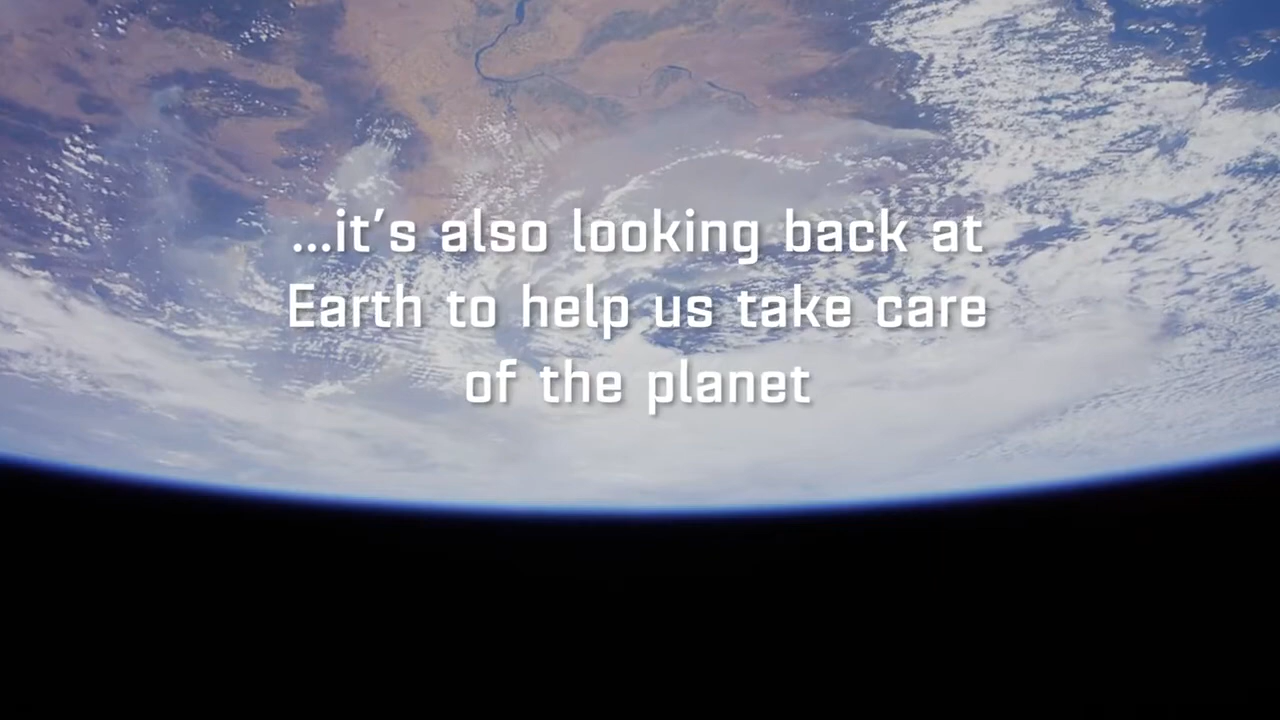 ...it's also looking back at
Earth to help us take care
of the planet